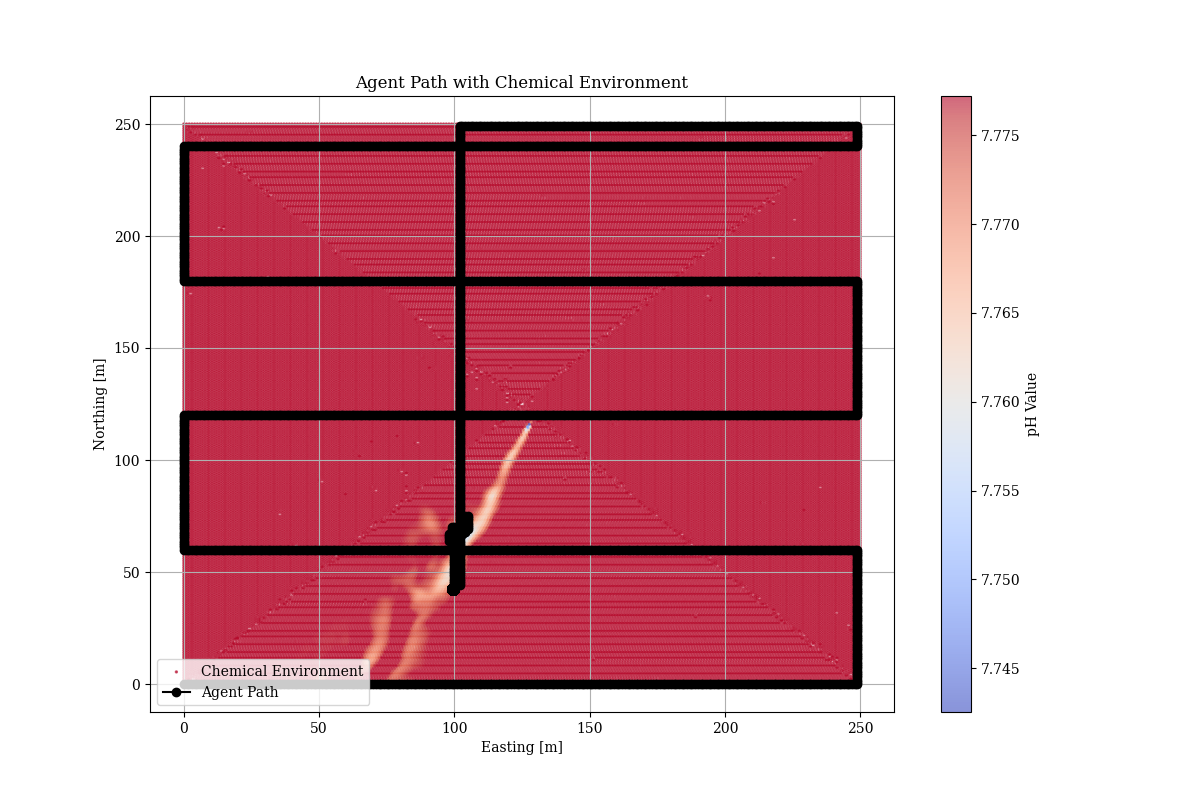 Agent Path with Chemical Environment
250
200
150
100
50
0
Northing [m]
Chemical Environment
Agent Path
0 50 100 150 200 250
Easting [m]
7.775
7.770
7.765
7.760
7.755
7.750
7.745
pH Value